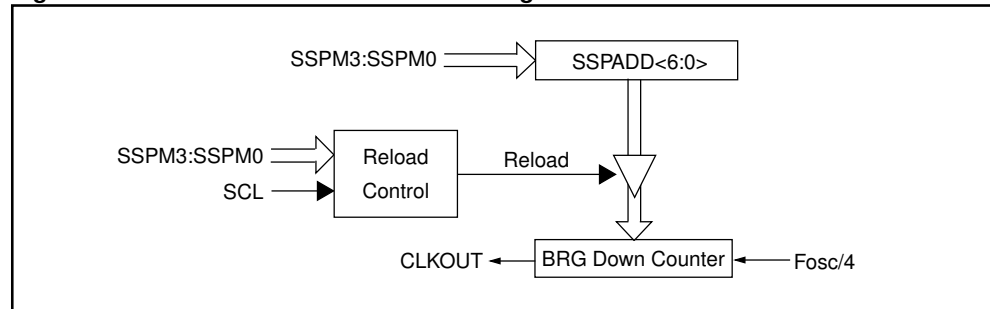 SSPM3:SSPM0
SSPADD<6:0>
SSPM3:SSPM0
SCL
Reload
Control
Reload
CLKOUT
BRG Down Counter
Fosc/4